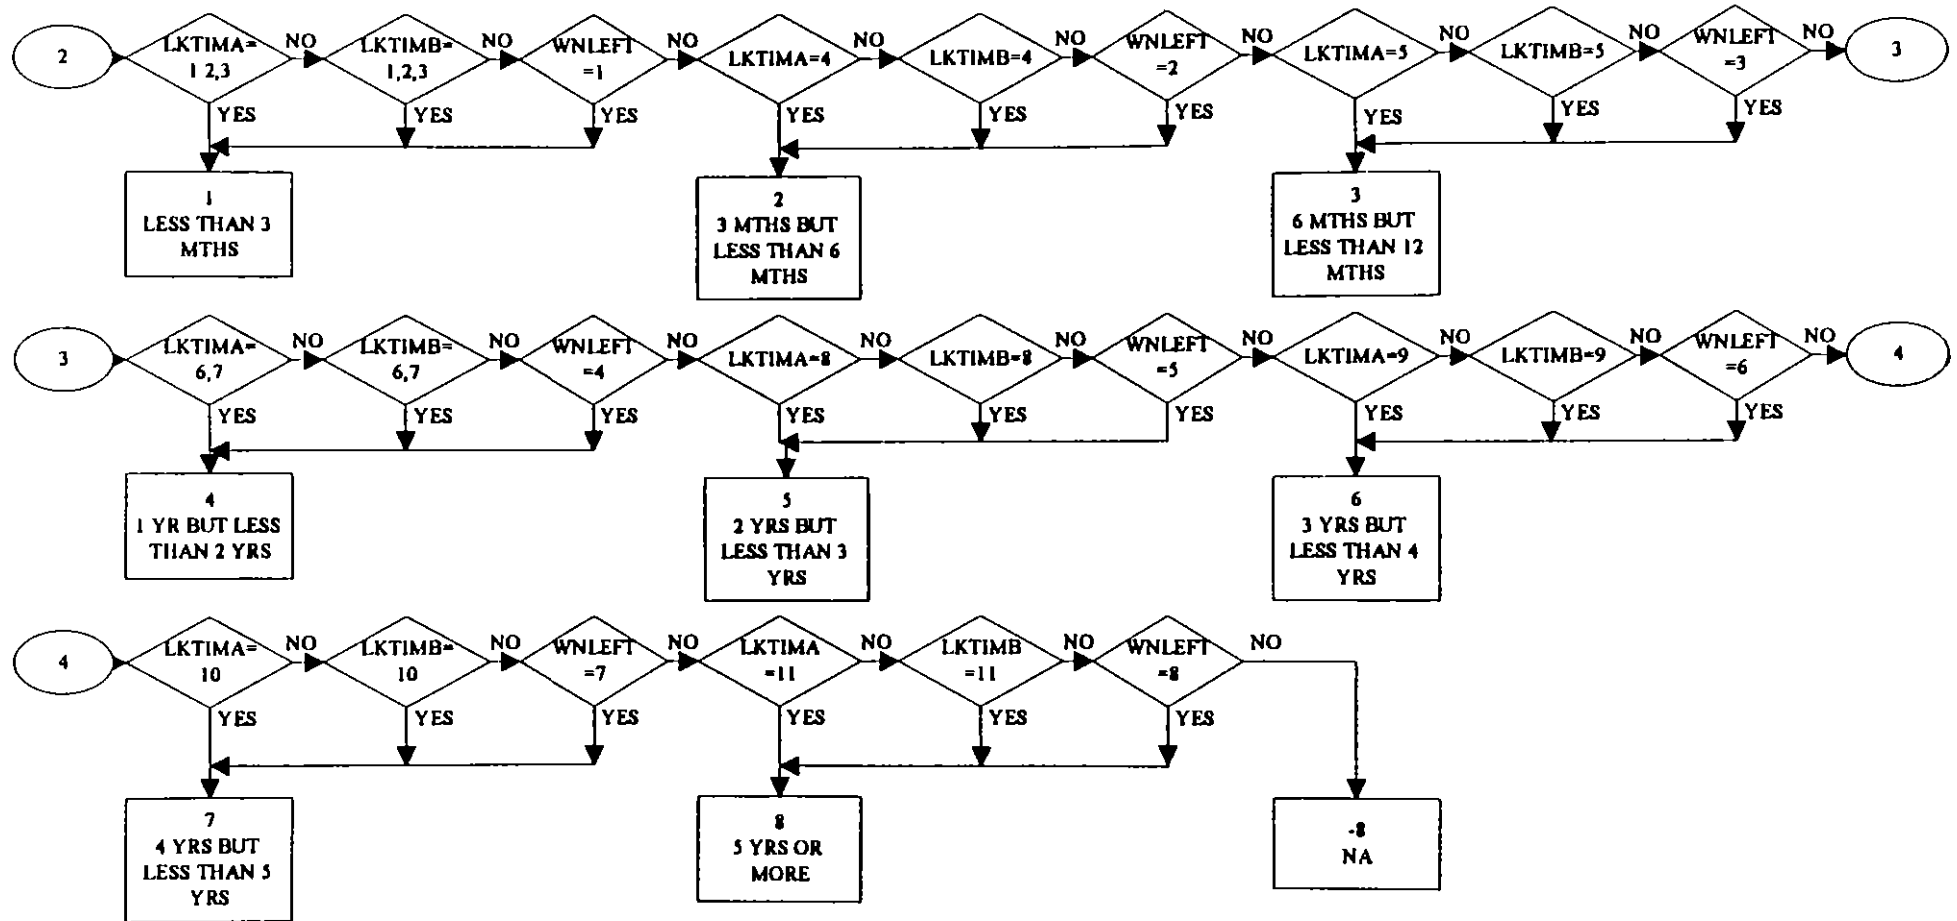 2
LKTIMA=
1 2,3
NO
LKTIMB=
1,2,3
NO
WNLEFT
=1
NO
LKTIMA=4
NO
LKTIMB=4
NO
WNLEFT
=2
NO
LKTIMA=5
NO
LKTIMB=5
NO
WNLEFT
=3
NO
3
YES
YES
YES
YES
YES
YES
YES
YES
YES
1
LESS THAN 3
MTHS
2
3 MTHS BUT
LESS THAN 6
MTHS
3
6 MTHS BUT
LESS THAN 12
MTHS
3
LKTIMA=
6,7
NO
LKTIMB=
6,7
NO
WNLEFT
=4
NO
LKTIMA=8
NO
LKTIMB=8
NO
WNLEFT
=5
NO
LKTIMA=9
NO
LKTIMB=9
NO
WNLEFT
=6
NO
4
YES
YES
YES
YES
YES
YES
YES
YES
YES
4
1 YR BUT LESS
THAN 2 YRS
5
2 YRS BUT
LESS THAN 3
YRS
6
3 YRS BUT
LESS THAN 4
YRS
4
LKTIMA=
10
NO
LKTIMB=
10
NO
WNLEFT
=7
NO
LKTIMA
=11
NO
LKTIMB
=11
NO
WNLEFT
=8
NO
YES
YES
YES
YES
YES
YES
7
4 YRS BUT
LESS THAN 5
YRS
8
5 YRS OR
MORE
-8
NA